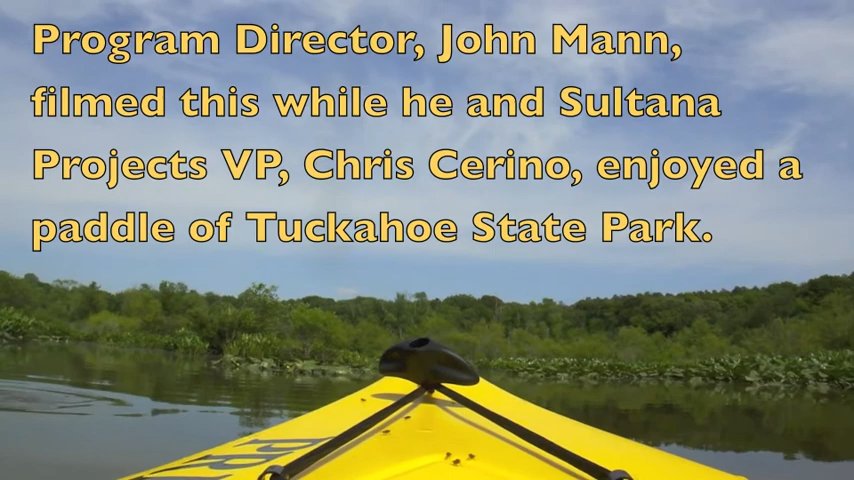 Program Director, John Mann,
filmed this while he and Sultana
Projects VP, Chris Cerino, enjoyed a
paddle of Tuckahoe State Park.